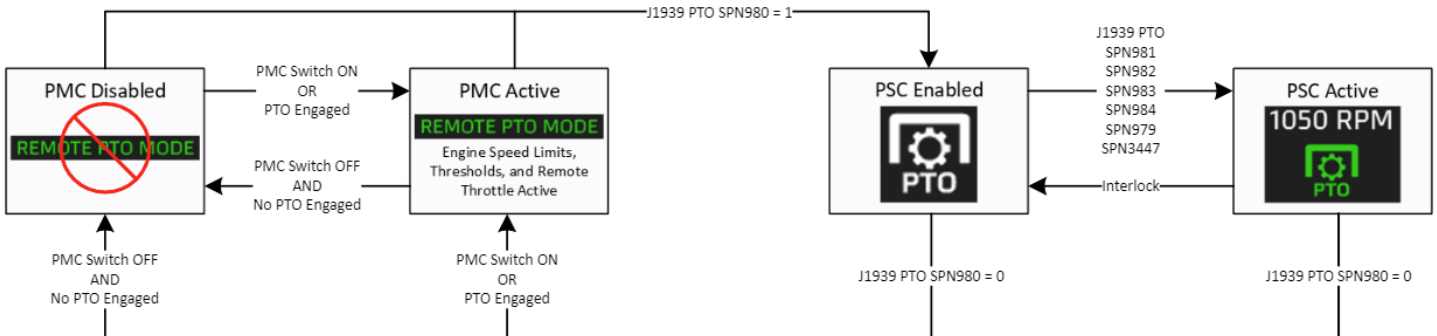 J1939 PTO SPN980 = 1
PMC Disabled
REMOTE PTO MODE
PMC Switch ON
OR
PTO Engaged
PMC Switch OFF
AND
No PTO Engaged
PMC Active
REMOTE PTO MODE
Engine Speed Limits,
Thresholds, and Remote
Throttle Active
PSC Enabled
PTO
J1939 PTO
SPN981
SPN982
SPN983
SPN984
SPN979
SPN3447
Interlock
PSC Active
1050 RPM
PTO
PMC Switch OFF
AND
No PTO Engaged
PMC Switch ON
OR
PTO Engaged
J1939 PTO SPN980 = 0
J1939 PTO SPN980 = 0